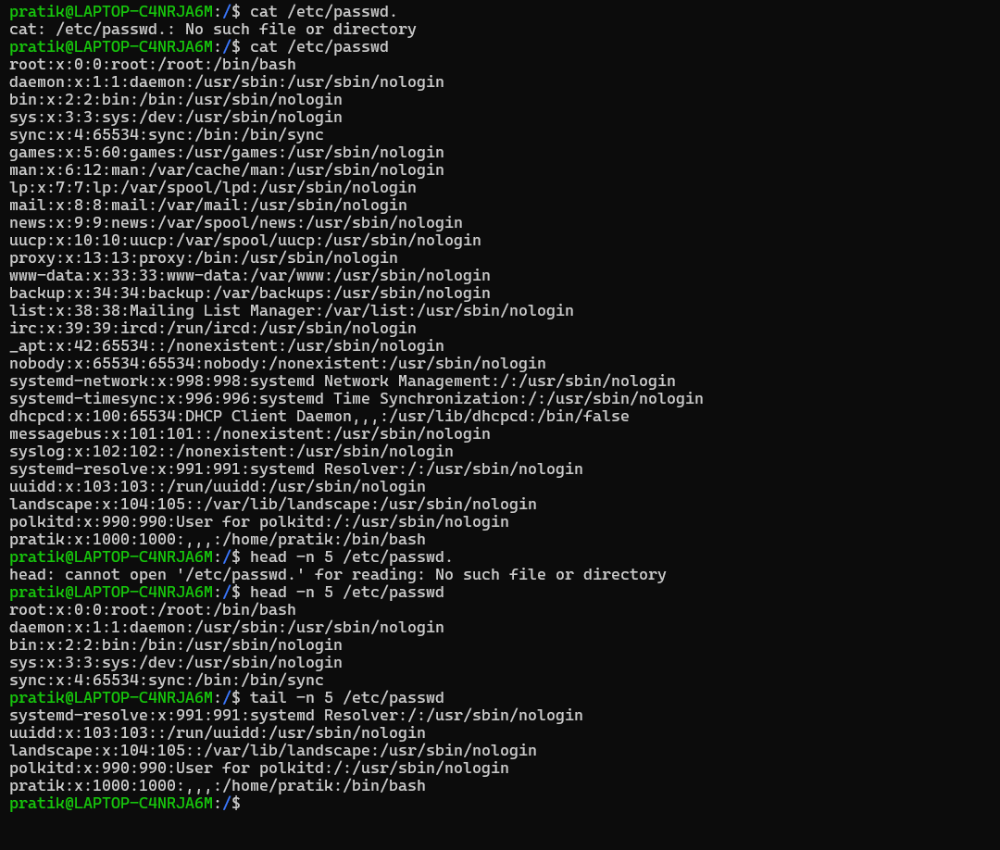 pratik@LAPTOP-C4NRJA6M:/$ cat /etc/passwd.
cat: /etc/passwd.: No such file or directory
pratik@LAPTOP-C4NRJA6M:/$ cat /etc/passwd
root:x:0:0:root:/root:/bin/bash
daemon:x:1:1:daemon:/usr/sbin:/usr/sbin/nologin
bin:x:2:2:bin:/bin:/usr/sbin/nologin
sys:x:3:3:sys:/dev:/usr/sbin/nologin
sync:x:4:65534:sync:/bin:/bin/sync
games:x:5:60:games:/usr/games:/usr/sbin/nologin
man:x:6:12:man:/var/cache/man:/usr/sbin/nologin
lp:x:7:7:lp:/var/spool/lpd:/usr/sbin/nologin
mail:x:8:8:mail:/var/mail:/usr/sbin/nologin
news:x:9:9:news:/var/spool/news:/usr/sbin/nologin
uucp:x:10:10:uucp:/var/spool/uucp:/usr/sbin/nologin
proxy:x:13:13:proxy:/bin:/usr/sbin/nologin
www-data:x:33:33:www-data:/var/www:/usr/sbin/nologin
backup:x:34:34:backup:/var/backups:/usr/sbin/nologin
list:x:38:38:Mailing List Manager:/var/list:/usr/sbin/nologin
irc:x:39:39:ircd:/run/ircd:/usr/sbin/nologin
_apt:x:42:65534::/nonexistent:/usr/sbin/nologin
nobody:x:65534:65534:nobody:/nonexistent:/usr/sbin/nologin
systemd-network:x:998:998:systemd Network Management:/:/usr/sbin/nologin
systemd-timesync:x:996:996:systemd Time Synchronization:/:/usr/sbin/nologin
dhcpcd:x:100:65534:DHCP Client Daemon,,,:/usr/lib/dhcpcd:/bin/false
messagebus:x:101:101::/nonexistent:/usr/sbin/nologin
syslog:x:102:102::/nonexistent:/usr/sbin/nologin
systemd-resolve:x:991:991:systemd Resolver:/:/usr/sbin/nologin
uuidd:x:103:103::/run/uuidd:/usr/sbin/nologin
landscape:x:104:105::/var/lib/landscape:/usr/sbin/nologin
polkitd:x:990:990:User for polkitd:/:/usr/sbin/nologin
pratik:x:1000:1000:,,,:/home/pratik:/bin/bash
pratik@LAPTOP-C4NRJA6M:/$ head -n 5 /etc/passwd.
head: cannot open '/etc/passwd.' for reading: No such file or directory
pratik@LAPTOP-C4NRJA6M:/$ head -n 5 /etc/passwd
root:x:0:0:root:/root:/bin/bash
daemon:x:1:1:daemon:/usr/sbin:/usr/sbin/nologin
bin:x:2:2:bin:/bin:/usr/sbin/nologin
sys:x:3:3:sys:/dev:/usr/sbin/nologin
sync:x:4:65534:sync:/bin:/bin/sync
pratik@LAPTOP-C4NRJA6M:/$ tail -n 5 /etc/passwd
systemd-resolve:x:991:991:systemd Resolver:/:/usr/sbin/nologin
uuidd:x:103:103::/run/uuidd:/usr/sbin/nologin
landscape:x:104:105::/var/lib/landscape:/usr/sbin/nologin
polkitd:x:990:990:User for polkitd:/:/usr/sbin/nologin
pratik:x:1000:1000:,,,:/home/pratik:/bin/bash
pratik@LAPTOP-C4NRJA6M:/$